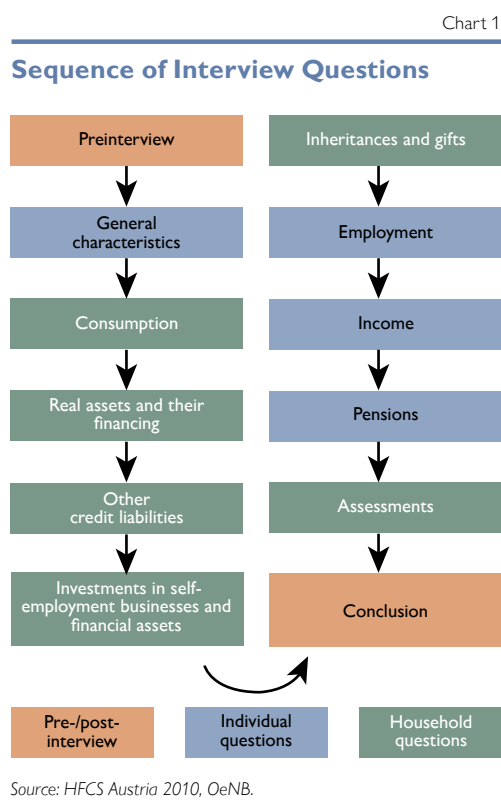 Chart 1
Sequence of Interview Questions
Preinterview
General
characteristics
Consumption
Real assets and their
financing
Other
credit liabilities
Investments in self-
employment businesses and
financial assets
Inheritances and gifts
Employment
Income
Pensions
Assessments
Conclusion
Pre-/post-
interview
Individual
questions
Household
questions
Source: HFCS Austria 2010, OeNB.